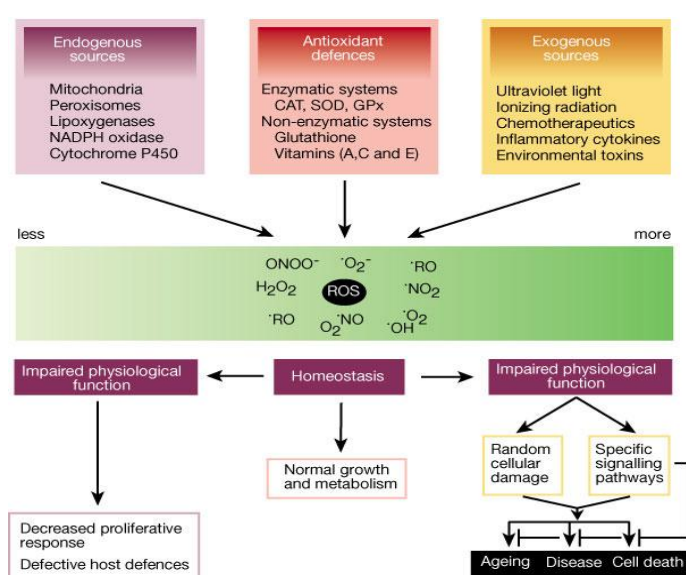 Endogenous
sources
Mitochondria
Peroxisomes
Lipoxygenases
NADPH oxidase
Cytochrome P450
Antioxidant
defences
Enzymatic systems
CAT, SOD, GPx
Non-enzymatic systems
Glutathione
Vitamins (A,C and E)
Exogenous
sources
Ultraviolet light
Ionizing radiation
Chemotherapeutics
Inflammatory cytokines
Environmental toxins
less
more
ONOO⁻
˙O₂⁻
˙RO
H₂O₂
ROS
˙NO₂
˙RO
O₂˙NO
˙OH
˙O₂
Impaired physiological
function
Homeostasis
Impaired physiological
function
Normal growth
and metabolism
Random
cellular
damage
Specific
signalling
pathways
Decreased proliferative
response
Defective host defences
Ageing
Disease
Cell death